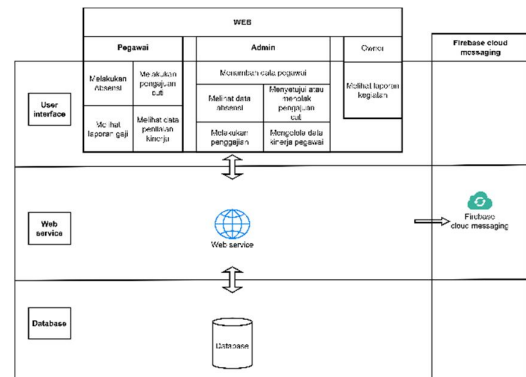 WEB
Pegawai
Admin
Owner
Firebase cloud
messaging
User
interface
Melakukan
absensi
Melakukan
pengajuan
cuti
Melihat
laporan gaji
Melihat data
penilaian
kinerja
Menambah data pegawai
Melihat data
absensi
Menyetujui atau
menolak
pengajuan
cuti
Melakukan
penggajian
Mengelola data
kinerja pegawai
Melihat laporan
kegiatan
Web
service
Web service
Firebase
cloud messaging
Database
Database